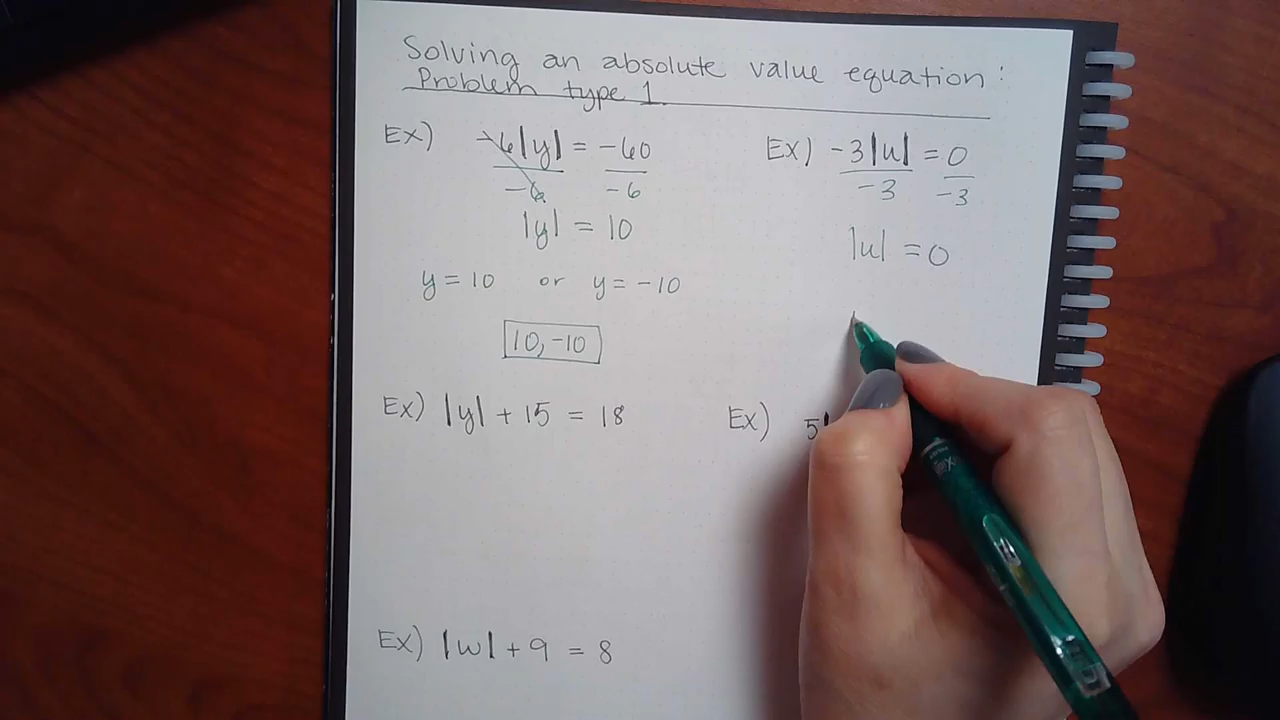 Solving an absolute value equation:
Problem type 1
Ex) -6|y| = -60
-6 -6
|y| = 10
y = 10 or y = -10
10, -10
Ex) -3|u| = 0
-3 -3
|u| = 0
Ex) |y| + 15 = 18
Ex) 5|
Ex) |w| + 9 = 8